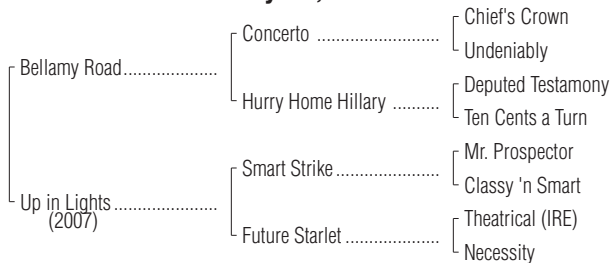 Chief's Crown
Concerto ....................
Undeniably
Bellamy Road...................
Deputed Testamony
Hurry Home Hillary ..........
Ten Cents a Turn
Mr. Prospector
Smart Strike ................
Classy 'n Smart
Up in Lights .....................
(2007)
Theatrical (IRE)
Future Starlet ...............
Necessity